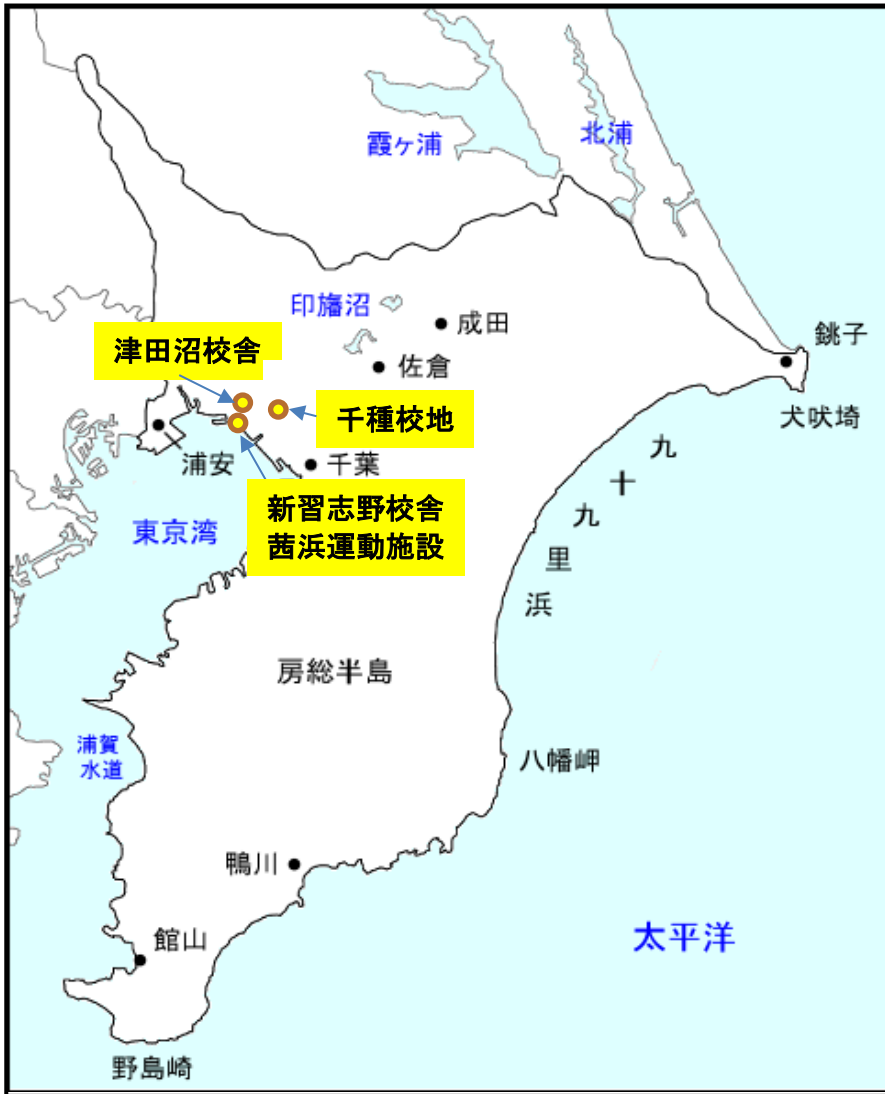 霞ヶ浦
北浦
印旛沼
成田
佐倉
銚子
犬吠埼
津田沼校舎
千種校地
浦安
千葉
新習志野校舎
茜浜運動施設
東京湾
九十九里浜
房総半島
浦賀
水道
八幡岬
鴨川
館山
太平洋
野島崎